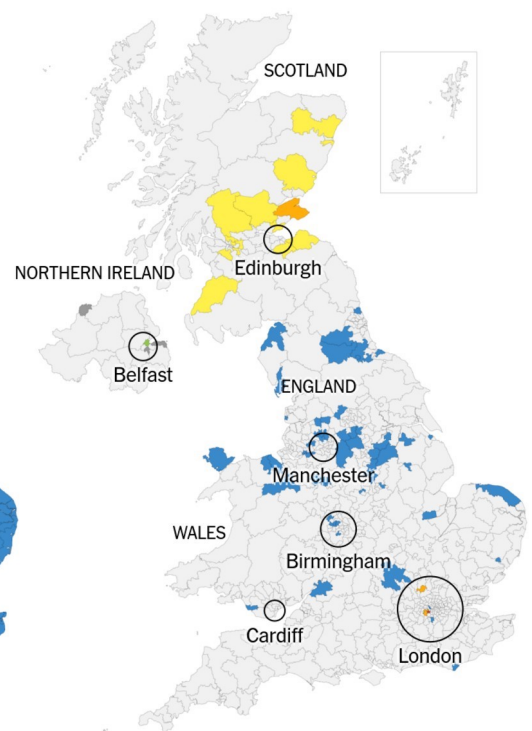 SCOTLAND
Edinburgh
NORTHERN IRELAND
Belfast
ENGLAND
Manchester
WALES
Birmingham
Cardiff
London